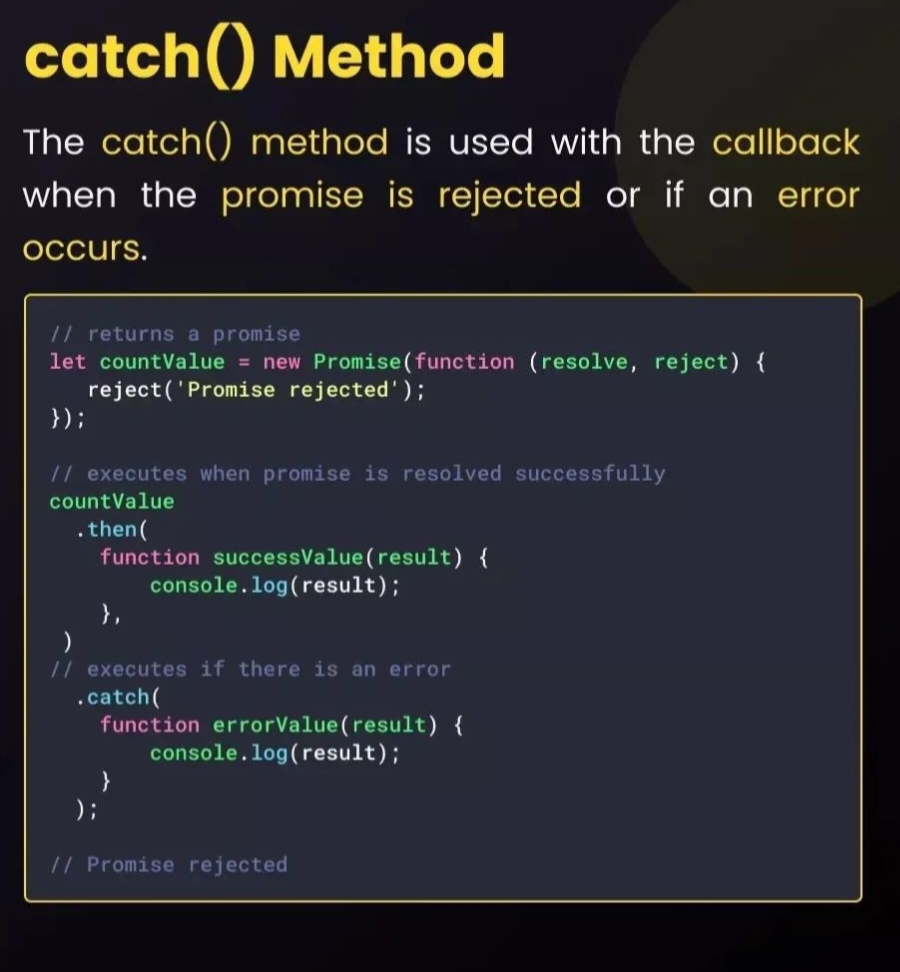 catch() Method
The catch() method is used with the callback
when the promise is rejected or if an error
occurs.
// returns a promise
let countValue = new Promise(function (resolve, reject) {
   reject('Promise rejected');
});

// executes when promise is resolved successfully
countValue
  .then(
    function successValue(result) {
        console.log(result);
    },
 )
// executes if there is an error
  .catch(
    function errorValue(result) {
        console.log(result);
    }
  );

// Promise rejected